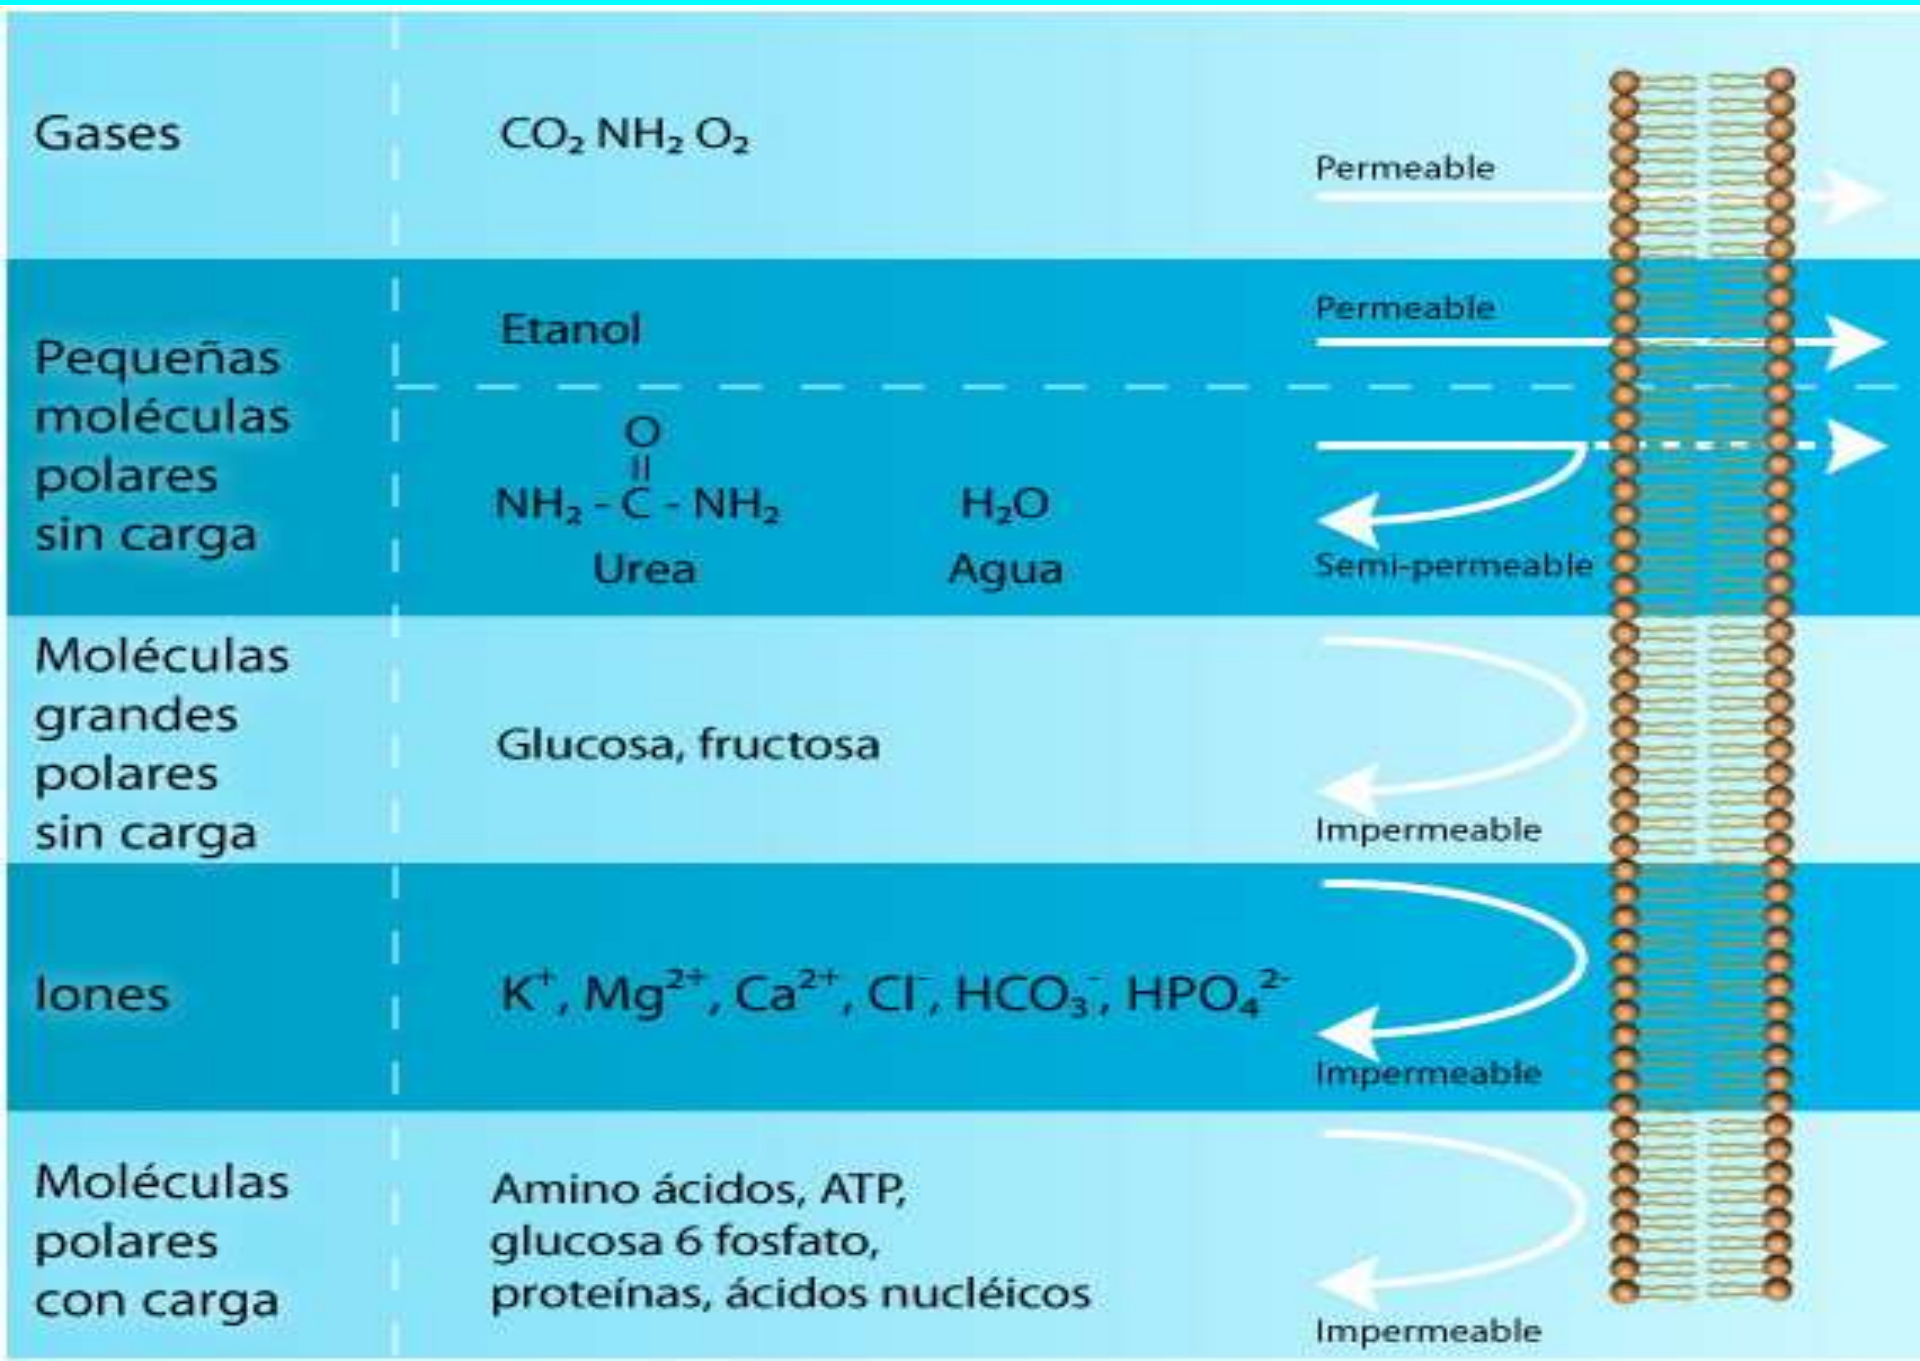 Gases
CO₂ NH₂ O₂
Permeable
Pequeñas
moléculas
polares
sin carga
Etanol
Permeable
O
||
NH₂ - C - NH₂
Urea
H₂O
Agua
Semi-permeable
Moléculas
grandes
polares
sin carga
Glucosa, fructosa
Impermeable
Iones
K⁺, Mg²⁺, Ca²⁺, Cl⁻, HCO₃⁻, HPO₄²⁻
Impermeable
Moléculas
polares
con carga
Amino ácidos, ATP,
glucosa 6 fosfato,
proteínas, ácidos nucléicos
Impermeable